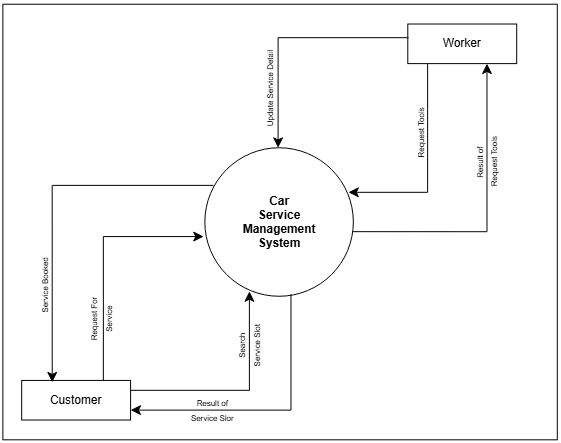 Worker
Update Service Detail
Request Tools
Result of
Request Tools
Car
Service
Management
System
Service Booked
Request For
Service
Search
Service Slot
Customer
Result of
Service Slor